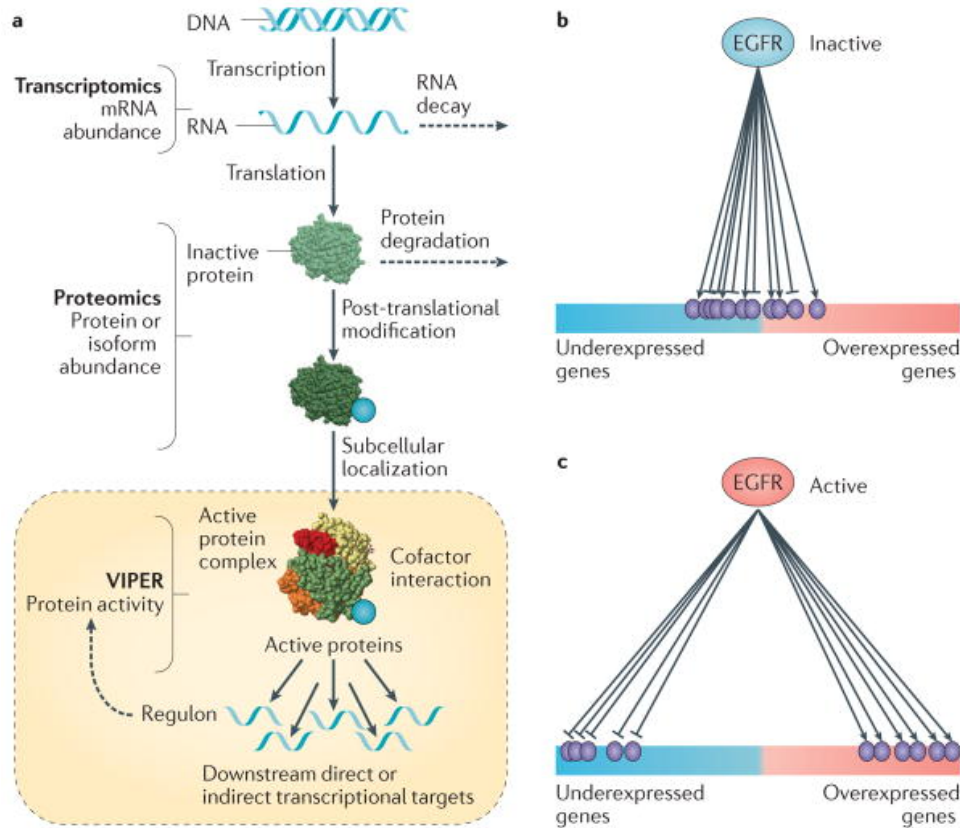 a
DNA
Transcription
Transcriptomics
mRNA
abundance
RNA
RNA
decay
Translation
Inactive
protein
Protein
degradation
Proteomics
Protein or
isoform
abundance
Post-translational
modification
Subcellular
localization
Active
protein
complex
Cofactor
interaction
VIPER
Protein activity
Active proteins
Regulon
Downstream direct or
indirect transcriptional targets
b
EGFR
Inactive
Underexpressed
genes
Overexpressed
genes
c
EGFR
Active
Underexpressed
genes
Overexpressed
genes